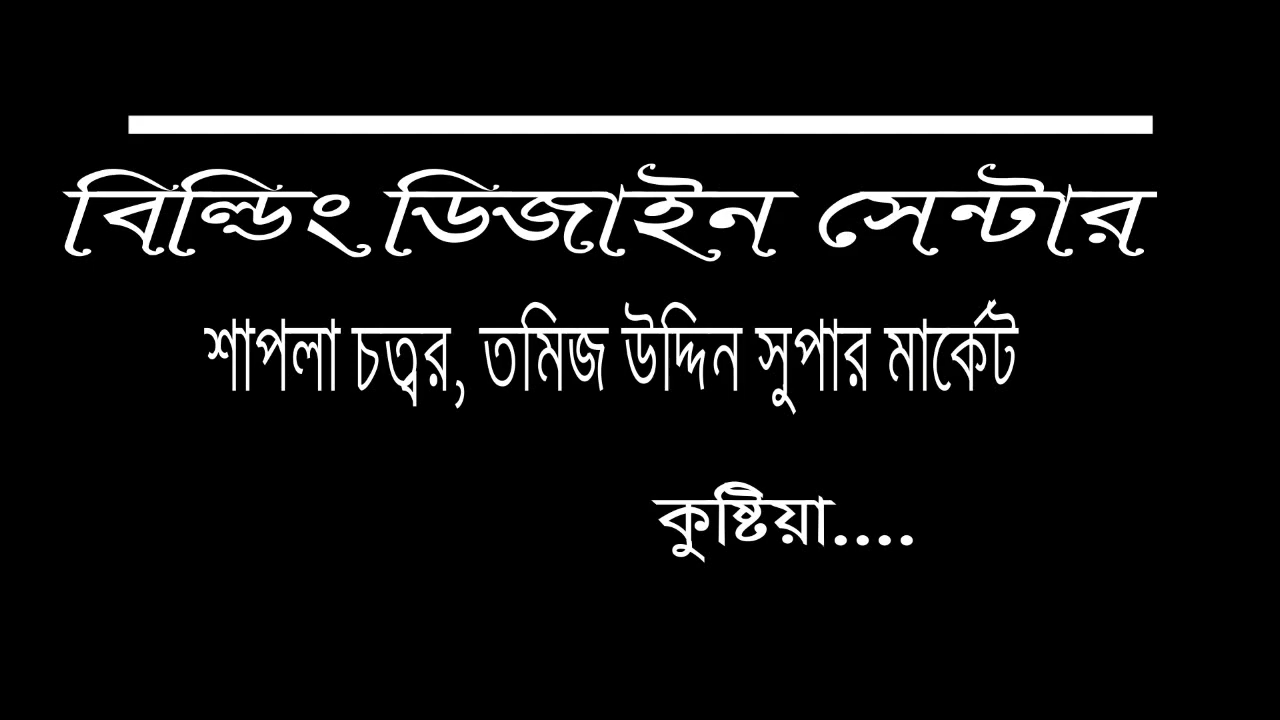 বিল্ডিং ডিজাইন সেন্টার
শাপলা চত্বর, তমিজ উদ্দিন সুপার মার্কেট
কুষ্টিয়া....